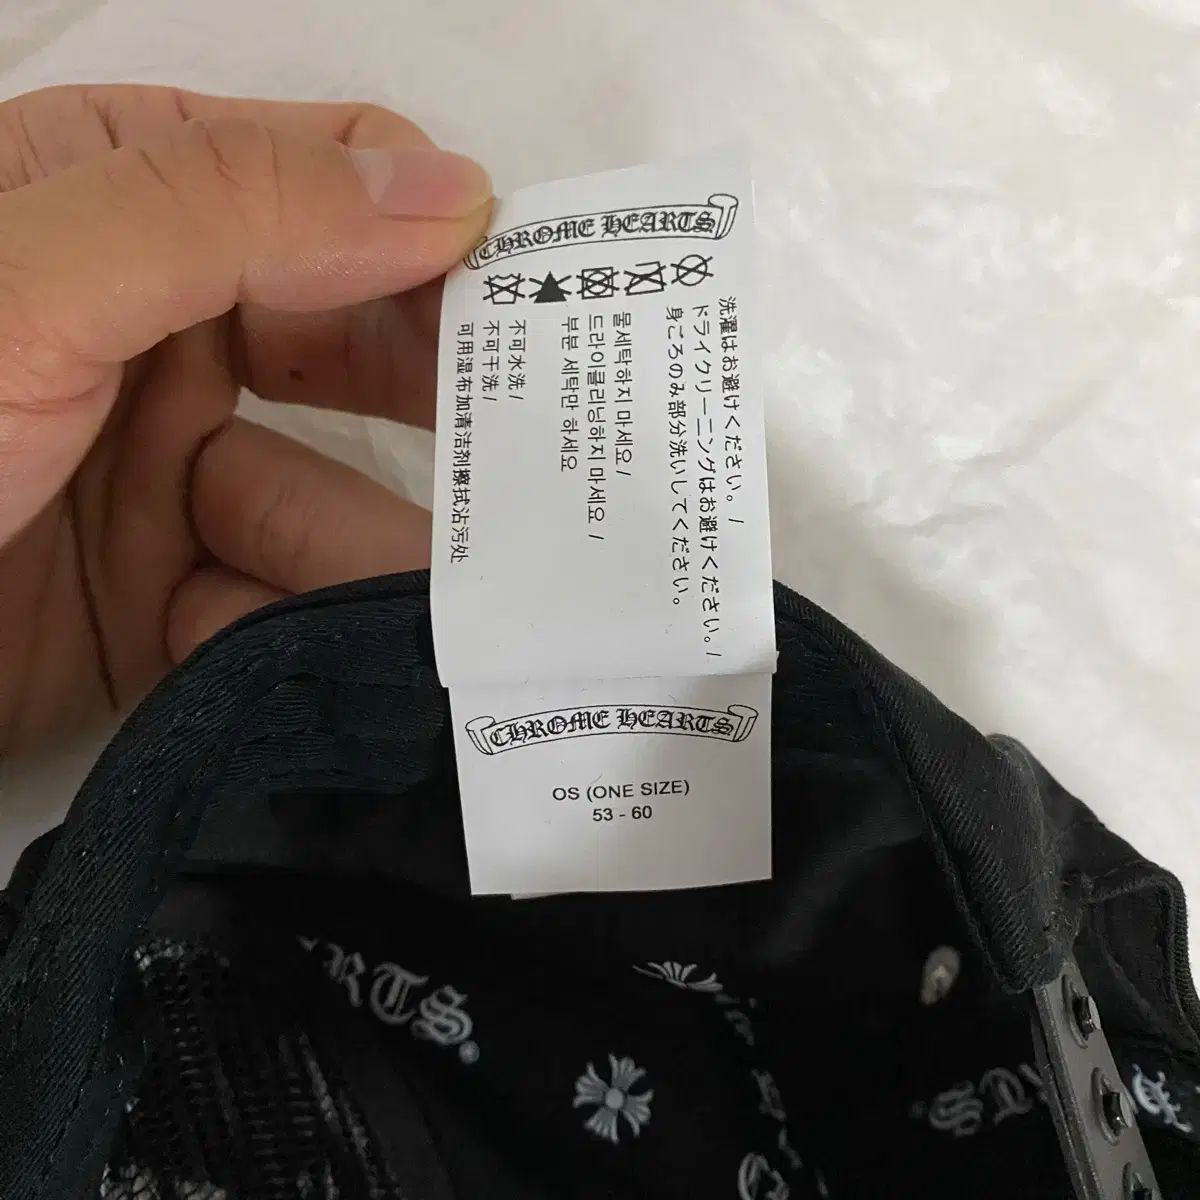 CHROME HEARTS
洗濯はお避けください。/
ドライクリーニングはお避けください。/
身ごろのみ部分洗いしてください。
물세탁하지 마세요/
드라이클리닝하지 마세요 /
부분 세탁만 하세요
不可水洗/
不可干洗/
可用湿布加清洁剂擦拭沾污处
CHROME HEARTS
OS (ONE SIZE)
53 - 60